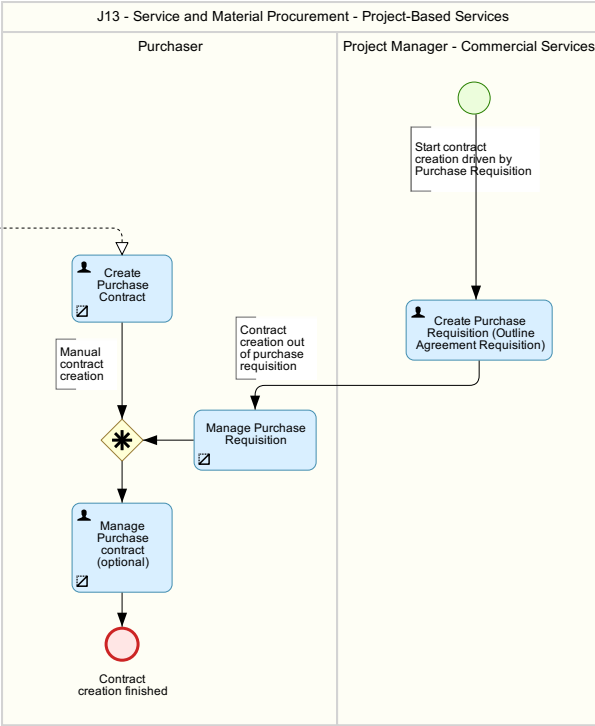 J13 - Service and Material Procurement - Project-Based Services
Purchaser
Project Manager - Commercial Services
Start contract
creation driven by
Purchase Requisition
Create
Purchase
Contract
Create Purchase
Requisition (Outline
Agreement Requisition)
Contract
creation out
of purchase
requisition
Manual
contract
creation
Manage Purchase
Requisition
Manage
Purchase
contract
(optional)
Contract
creation finished